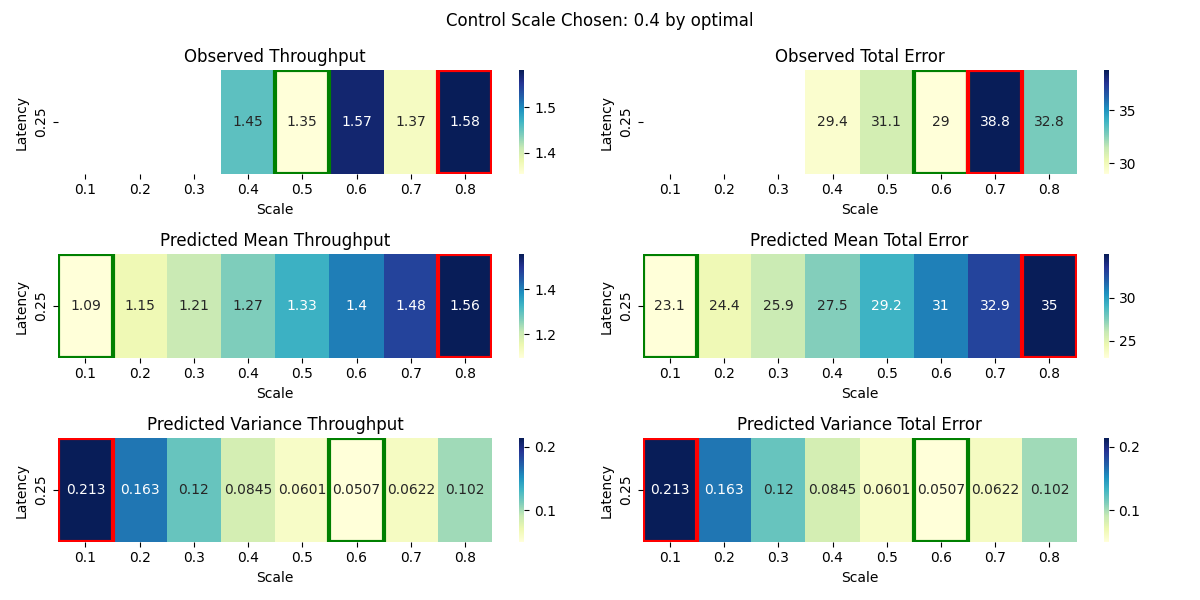 Control Scale Chosen: 0.4 by optimal
Observed Throughput
Latency
0.25
1.45 1.35 1.57 1.37 1.58
0.1 0.2 0.3 0.4 0.5 0.6 0.7 0.8
Scale
1.5
1.4
Observed Total Error
Latency
0.25
29.4 31.1 29 38.8 32.8
0.1 0.2 0.3 0.4 0.5 0.6 0.7 0.8
Scale
35
30
Predicted Mean Throughput
Latency
0.25
1.09 1.15 1.21 1.27 1.33 1.4 1.48 1.56
0.1 0.2 0.3 0.4 0.5 0.6 0.7 0.8
Scale
1.4
1.2
Predicted Mean Total Error
Latency
0.25
23.1 24.4 25.9 27.5 29.2 31 32.9 35
0.1 0.2 0.3 0.4 0.5 0.6 0.7 0.8
Scale
30
25
Predicted Variance Throughput
Latency
0.25
0.213 0.163 0.12 0.0845 0.0601 0.0507 0.0622 0.102
0.1 0.2 0.3 0.4 0.5 0.6 0.7 0.8
Scale
0.2
0.1
Predicted Variance Total Error
Latency
0.25
0.213 0.163 0.12 0.0845 0.0601 0.0507 0.0622 0.102
0.1 0.2 0.3 0.4 0.5 0.6 0.7 0.8
Scale
0.2
0.1